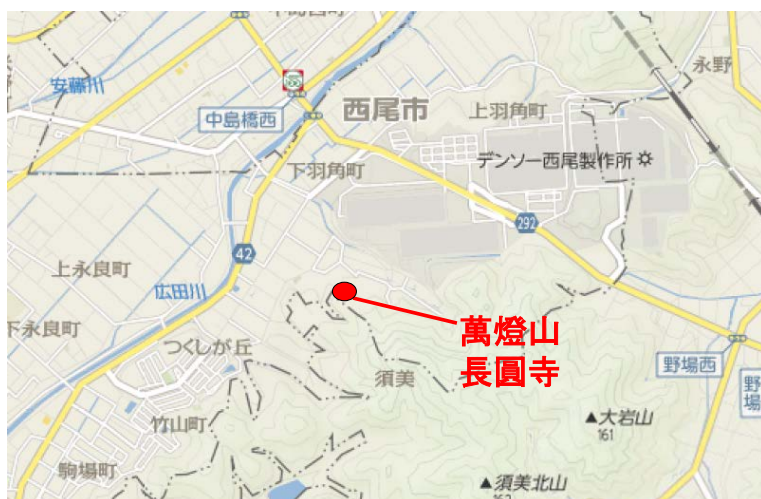 安藤川
中島橋西
西尾市
上羽角町
永野
下羽角町
デンソー西尾製作所
292
42
上永良町
広田川
萬燈山
長圓寺
下永良町
つくしが丘
須美
野場西
野
場
竹山町
▲大岩山
161
駒場町
▲須美北山